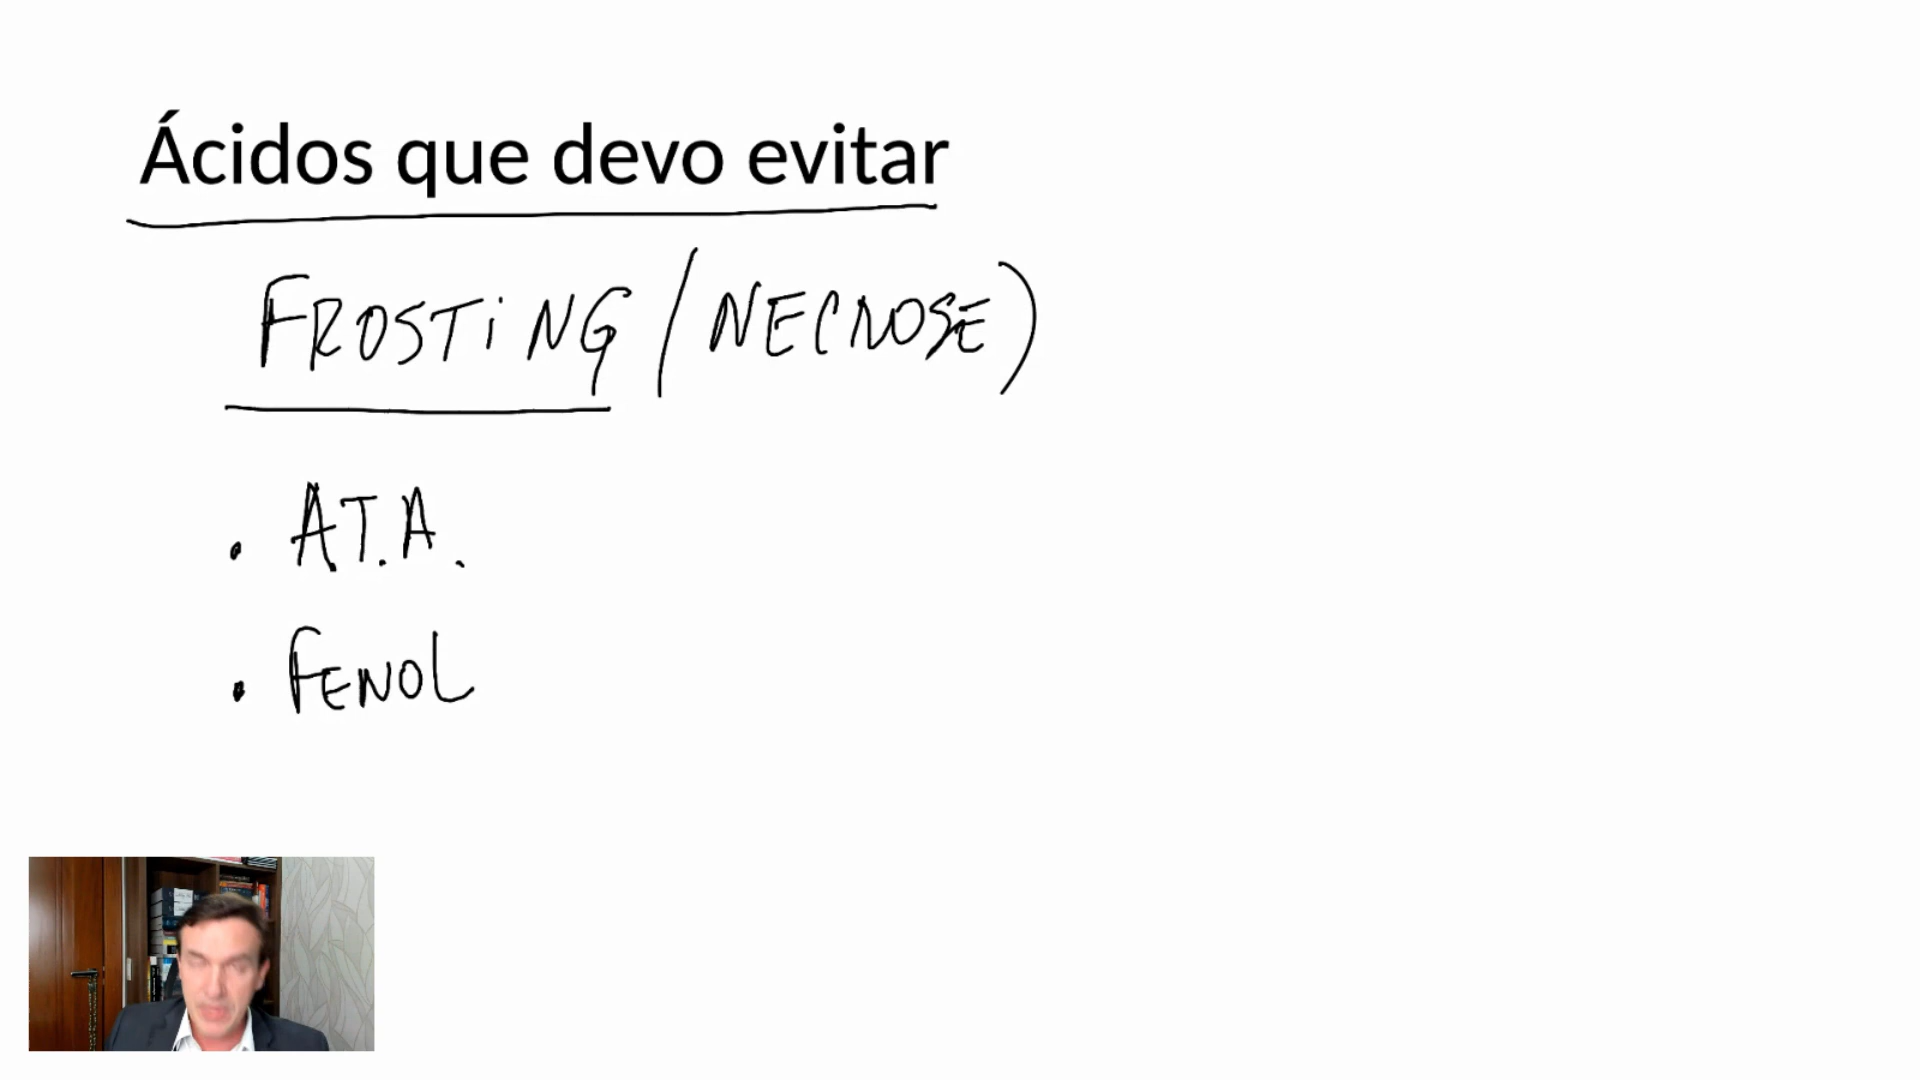 Ácidos que devo evitar
FROSTiNG / NECROSE)
• A.T.A.
• FENOL